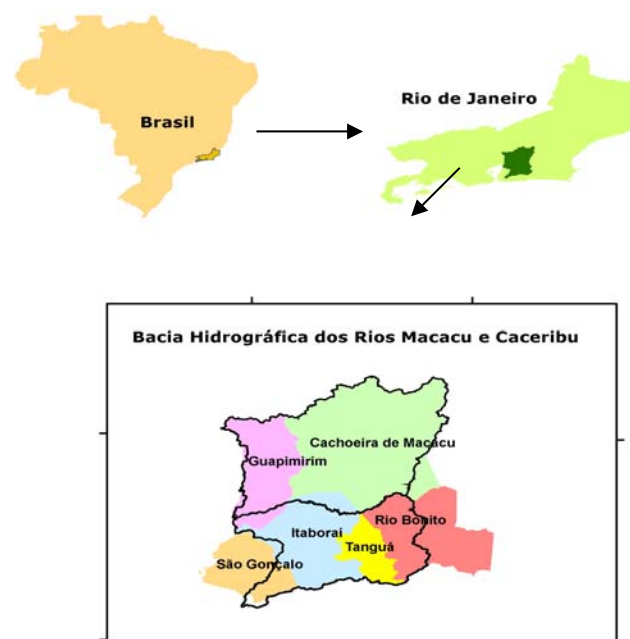 Rio de Janeiro
Brasil
Bacia Hidrográfica dos Rios Macacu e Caceribu
Cachoeira de Macacu
Guapimirim
Rio Bonito
Itaboraí
Tanguá
São Gonçalo